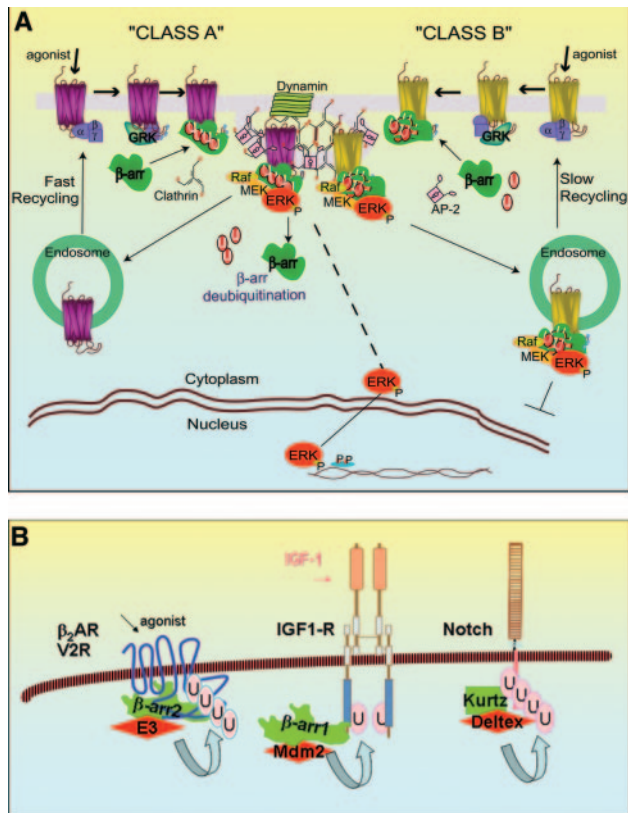 A
"CLASS A"
"CLASS B"
agonist
agonist
Dynamin
α
β
γ
GRK
GRK
α
β
γ
β-arr
Clathrin
Raf
MEK
ERK
P
Raf
MEK
ERK
P
AP-2
β-arr
Fast
Recycling
Slow
Recycling
Endosome
β-arr
β-arr
deubiquitination
Endosome
Raf
MEK
ERK
P
Cytoplasm
ERK
P
Nucleus
ERK
P
P P
B
β₂AR
V2R
agonist
IGF-1
IGF1-R
Notch
U
U
U
U
β-arr2
E3
β-arr1
Mdm2
U
U
Kurtz
Deltex
U
U
U
U